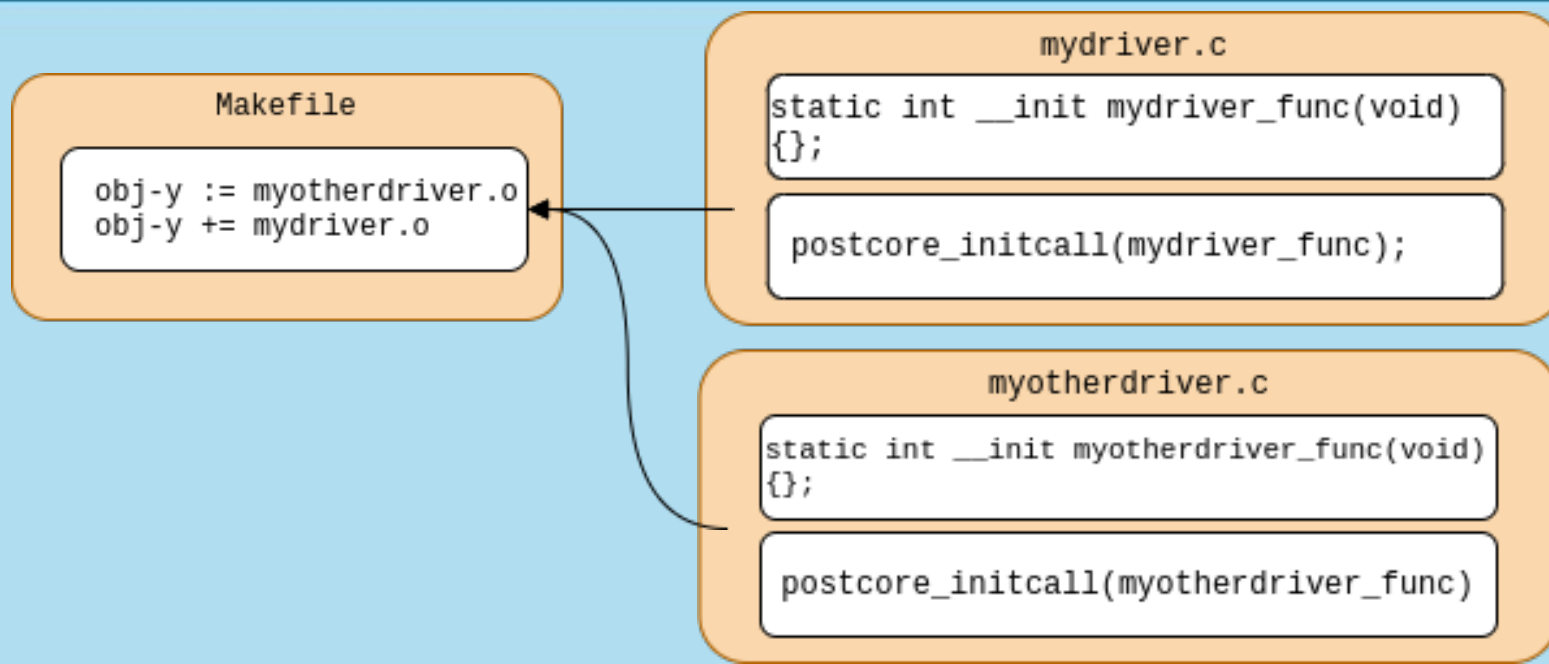 Makefile
obj-y := myotherdriver.o
obj-y += mydriver.o
mydriver.c
static int __init mydriver_func(void)
{};
postcore_initcall(mydriver_func);
myotherdriver.c
static int __init myotherdriver_func(void)
{};
postcore_initcall(myotherdriver_func)